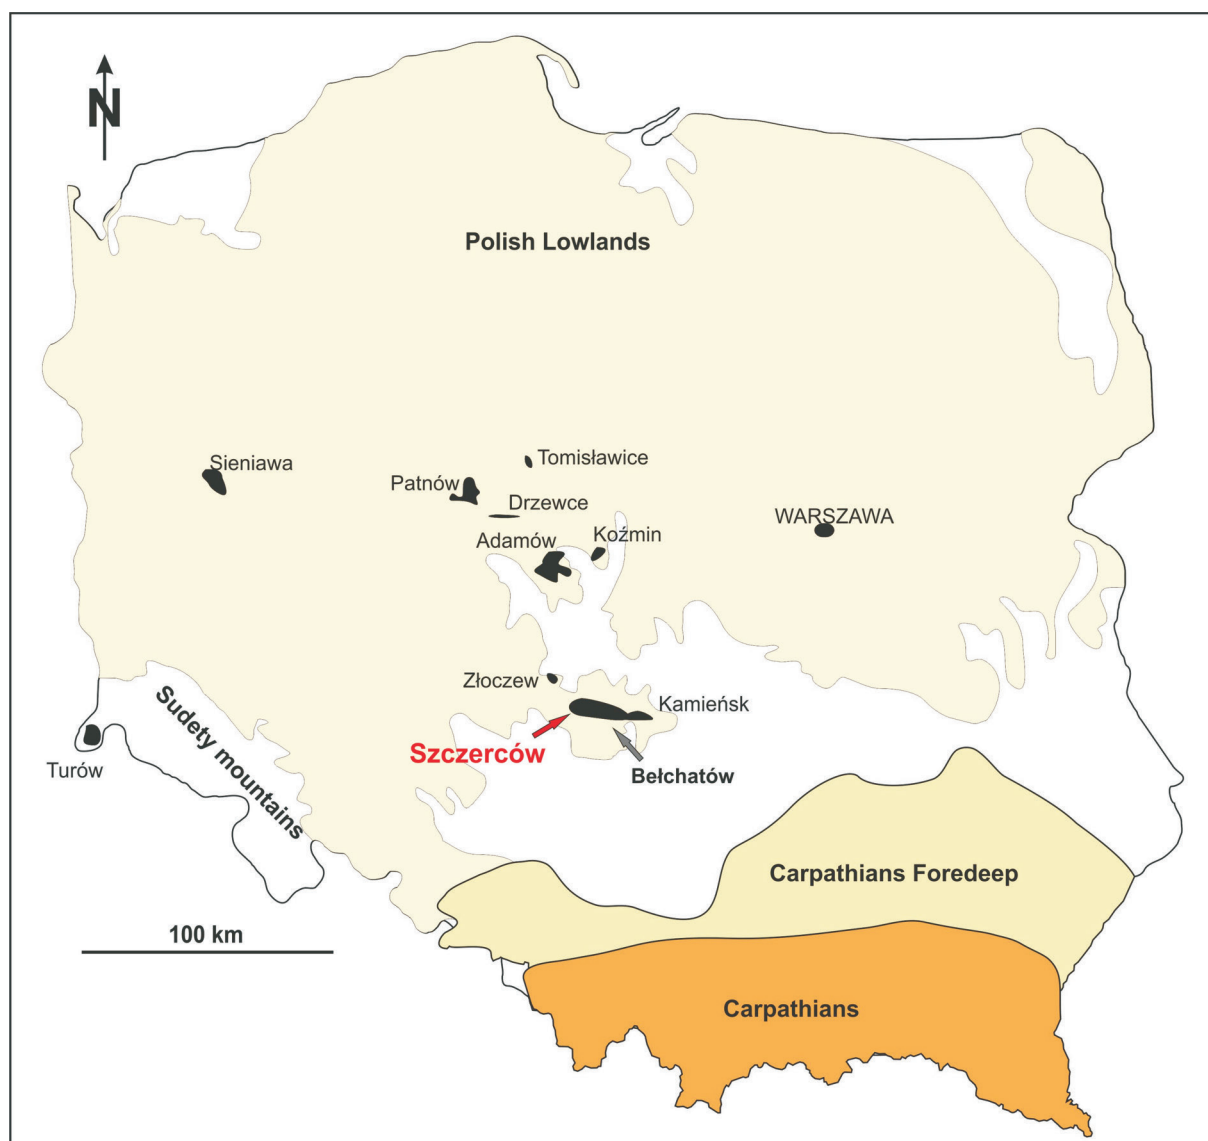 N
Polish Lowlands
Sieniawa
Tomisławice
Patnów
Drzewce
WARSZAWA
Adamów
Koźmin
Złoczew
Kamieńsk
Szczerców
Bełchatów
Turów
Sudety mountains
Carpathians Foredeep
100 km
Carpathians